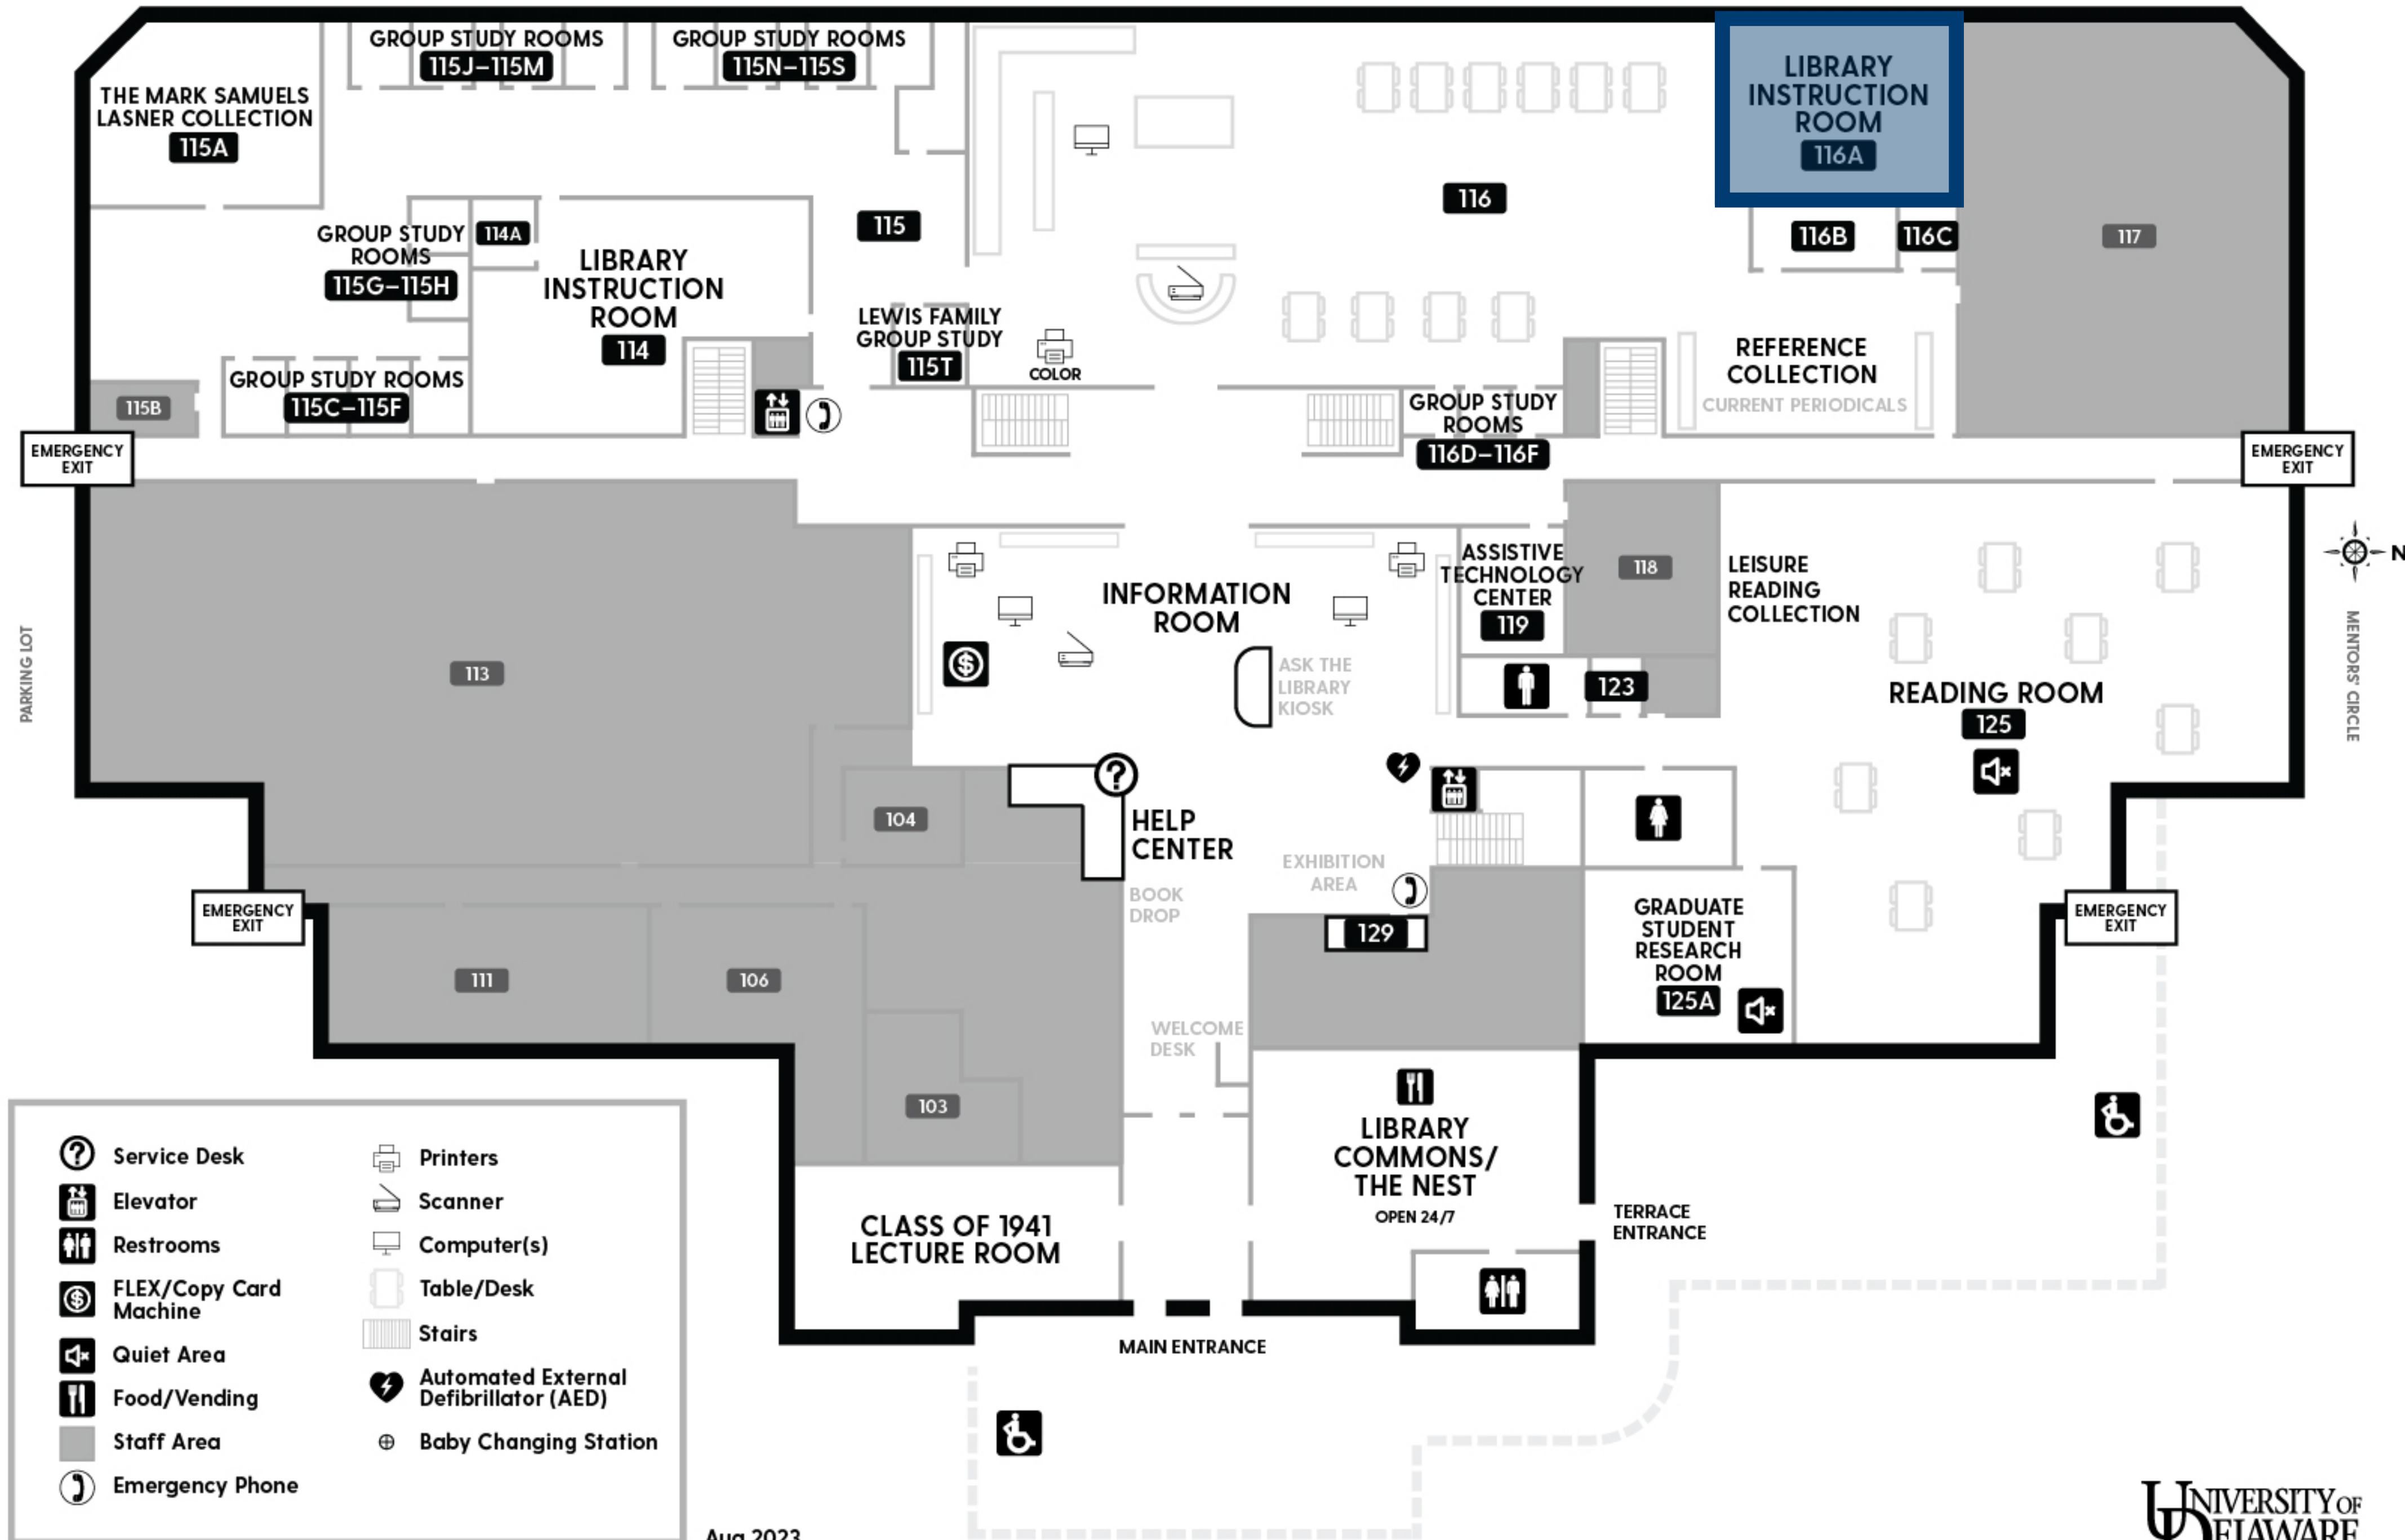 GROUP STUDY ROOMS
115J–115M
GROUP STUDY ROOMS
115N–115S
THE MARK SAMUELS
LASNER COLLECTION
115A
LIBRARY
INSTRUCTION
ROOM
116A
GROUP STUDY
ROOMS
115G–115H
114A
LIBRARY
INSTRUCTION
ROOM
114
115
116
116B
116C
117
LEWIS FAMILY
GROUP STUDY
115T
COLOR
REFERENCE
COLLECTION
CURRENT PERIODICALS
115B
GROUP STUDY ROOMS
115C–115F
GROUP STUDY
ROOMS
116D–116F
EMERGENCY
EXIT
EMERGENCY
EXIT
PARKING LOT
113
INFORMATION
ROOM
ASK THE
LIBRARY
KIOSK
ASSISTIVE
TECHNOLOGY
CENTER
119
118
123
LEISURE
READING
COLLECTION
READING ROOM
125
N
MENTORS' CIRCLE
104
HELP
CENTER
BOOK
DROP
EXHIBITION
AREA
129
EMERGENCY
EXIT
EMERGENCY
EXIT
111
106
GRADUATE
STUDENT
RESEARCH
ROOM
125A
WELCOME
DESK
103
LIBRARY
COMMONS/
THE NEST
OPEN 24/7
TERRACE
ENTRANCE
CLASS OF 1941
LECTURE ROOM
MAIN ENTRANCE
Service Desk
Elevator
Restrooms
FLEX/Copy Card
Machine
Quiet Area
Food/Vending
Staff Area
Emergency Phone
Printers
Scanner
Computer(s)
Table/Desk
Stairs
Automated External
Defibrillator (AED)
Baby Changing Station
Aug 2023
UNIVERSITY OF
DELAWARE